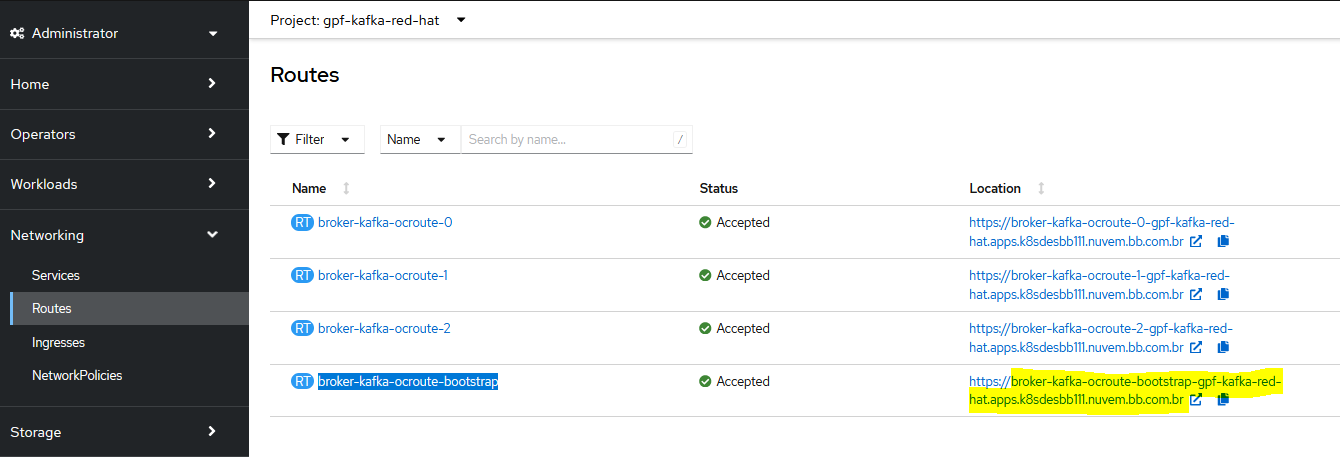 Administrator
Project: gpf-kafka-red-hat
Home
Operators
Workloads
Networking
Services
Routes
Ingresses
NetworkPolicies
Storage
Routes
Filter
Name
Search by name...
/
Name
Status
Location
RT broker-kafka-ocroute-0
Accepted
https://broker-kafka-ocroute-0-gpf-kafka-red-
hat.apps.k8sdesbb111.nuvem.bb.com.br
RT broker-kafka-ocroute-1
Accepted
https://broker-kafka-ocroute-1-gpf-kafka-red-
hat.apps.k8sdesbb111.nuvem.bb.com.br
RT broker-kafka-ocroute-2
Accepted
https://broker-kafka-ocroute-2-gpf-kafka-red-
hat.apps.k8sdesbb111.nuvem.bb.com.br
RT broker-kafka-ocroute-bootstrap
Accepted
https://broker-kafka-ocroute-bootstrap-gpf-kafka-red-
hat.apps.k8sdesbb111.nuvem.bb.com.br